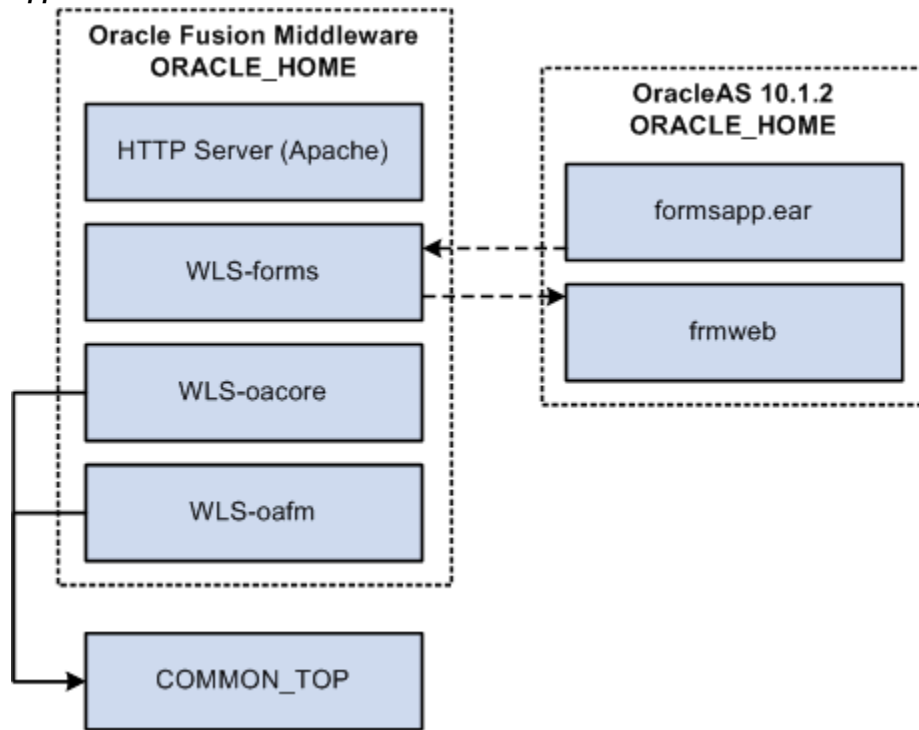 Oracle Fusion Middleware
ORACLE_HOME
HTTP Server (Apache)
WLS-forms
WLS-oacore
WLS-oafm
COMMON_TOP
OracleAS 10.1.2
ORACLE_HOME
formsapp.ear
frmweb